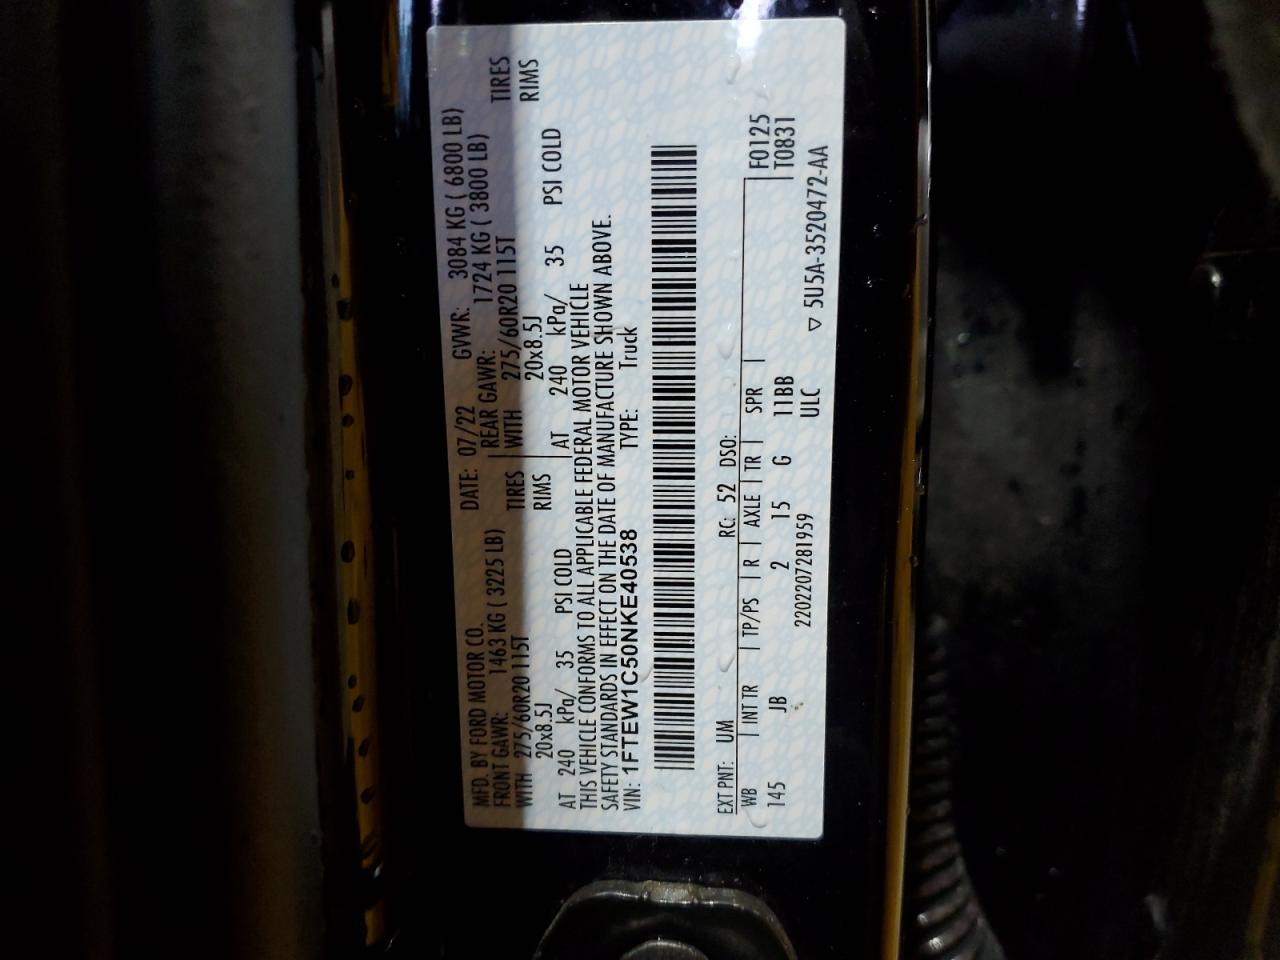 MFD. BY FORD MOTOR CO. DATE: 07/22 GVWR: 3084 KG ( 6800 LB)
FRONT GAWR: 1463 KG ( 3225 LB) REAR GAWR: 1724 KG ( 3800 LB)
WITH 275/60R20 115T TIRES WITH 275/60R20 115T TIRES
20x8.5J RIMS 20x8.5J RIMS
AT 240 kPa/ 35 PSI COLD AT 240 kPa/ 35 PSI COLD
THIS VEHICLE CONFORMS TO ALL APPLICABLE FEDERAL MOTOR VEHICLE
SAFETY STANDARDS IN EFFECT ON THE DATE OF MANUFACTURE SHOWN ABOVE.
VIN: 1FTEW1C50NKE40538 TYPE: Truck
EXT PNT: UM RC: 52 DSO:
WB INT TR TP/PS R AXLE TR SPR F0125
145 JB 2 15 G 11BB T0831
2202207281959 ULC
▽ 5U5A-3520472-AA